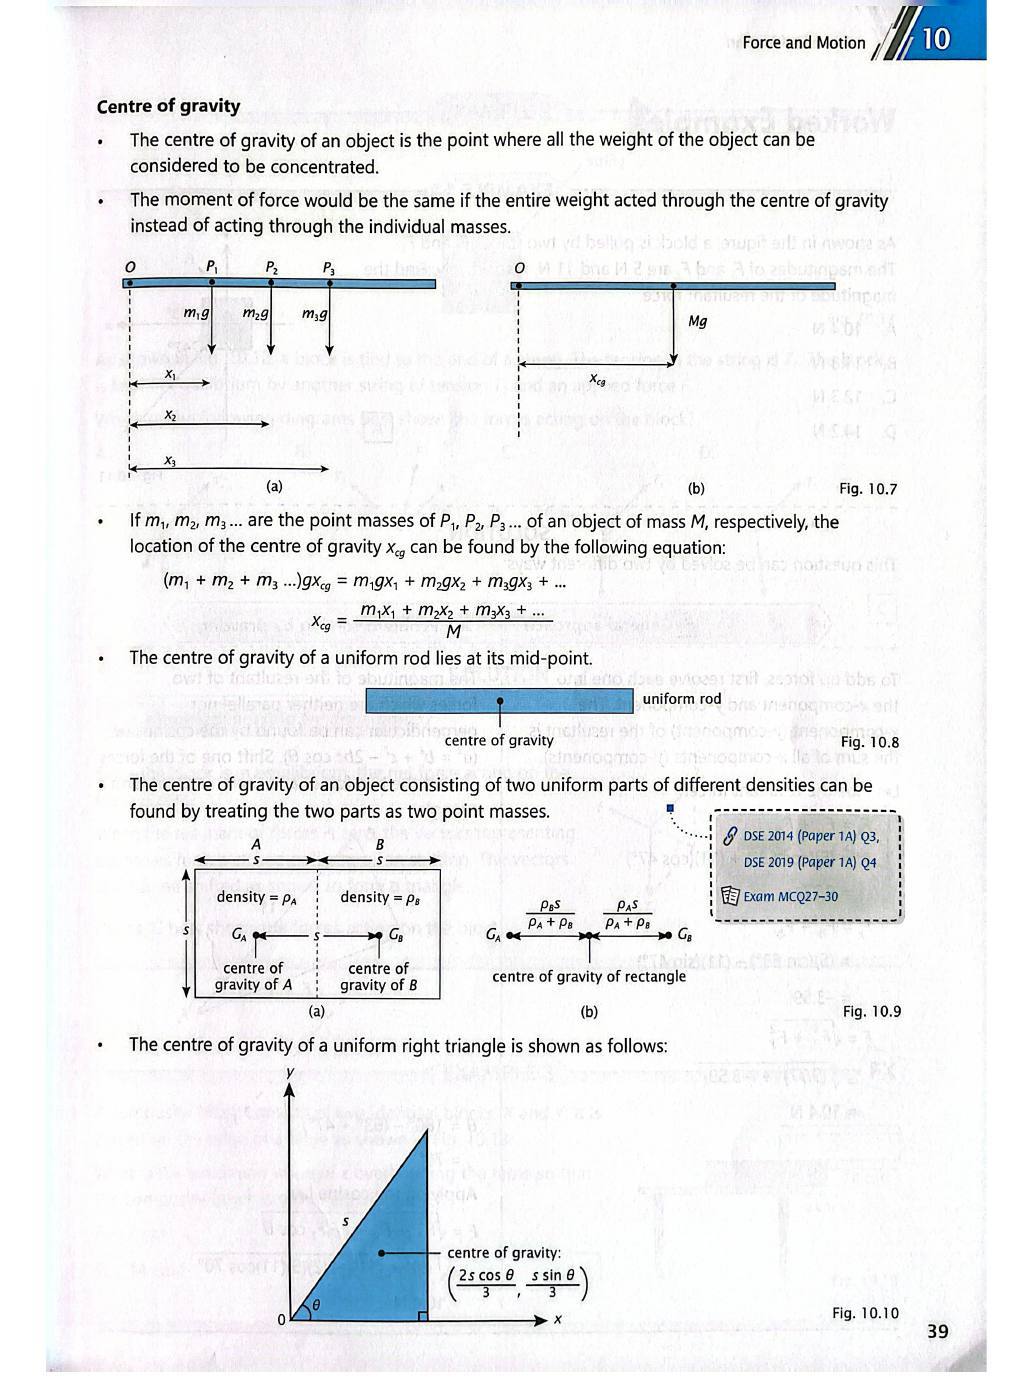 Force and Motion 10
Centre of gravity
• The centre of gravity of an object is the point where all the weight of the object can be
considered to be concentrated.
• The moment of force would be the same if the entire weight acted through the centre of gravity
instead of acting through the individual masses.
O P₁ P₂ P₃
m₁g m₂g m₃g
x₁
x₂
x₃
(a)
O
Mg
x_cg
(b)
Fig. 10.7
• If m₁, m₂, m₃ ... are the point masses of P₁, P₂, P₃ ... of an object of mass M, respectively, the
location of the centre of gravity x_cg can be found by the following equation:
(m₁ + m₂ + m₃ ...)gx_cg = m₁gx₁ + m₂gx₂ + m₃gx₃ + ...
x_cg = (m₁x₁ + m₂x₂ + m₃x₃ + ...) / M
• The centre of gravity of a uniform rod lies at its mid-point.
uniform rod
centre of gravity
Fig. 10.8
• The centre of gravity of an object consisting of two uniform parts of different densities can be
found by treating the two parts as two point masses.
DSE 2014 (Paper 1A) Q3,
DSE 2019 (Paper 1A) Q4
Exam MCQ27–30
A B
s s
density = ρA density = ρB
s
GA s GB
centre of centre of
gravity of A gravity of B
(a)
ρBs / (ρA + ρB) ρAs / (ρA + ρB)
GA GB
centre of gravity of rectangle
(b)
Fig. 10.9
• The centre of gravity of a uniform right triangle is shown as follows:
y
s
centre of gravity:
(2s cos θ / 3, s sin θ / 3)
θ
0 x
Fig. 10.10
39